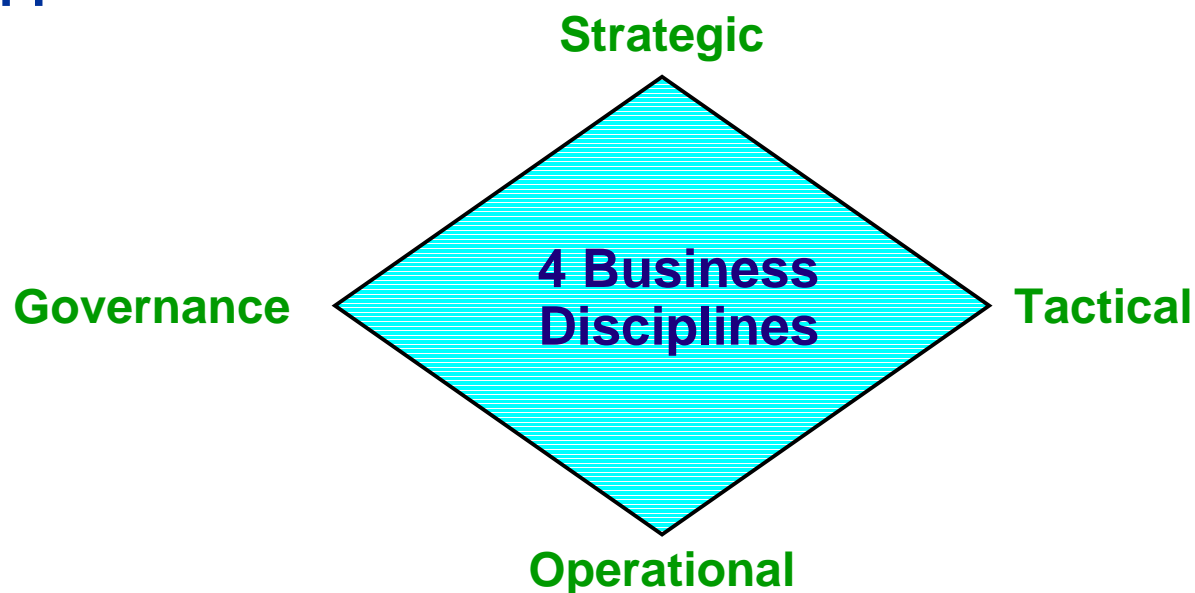 Strategic
4 Business
Disciplines
Governance
Tactical
Operational